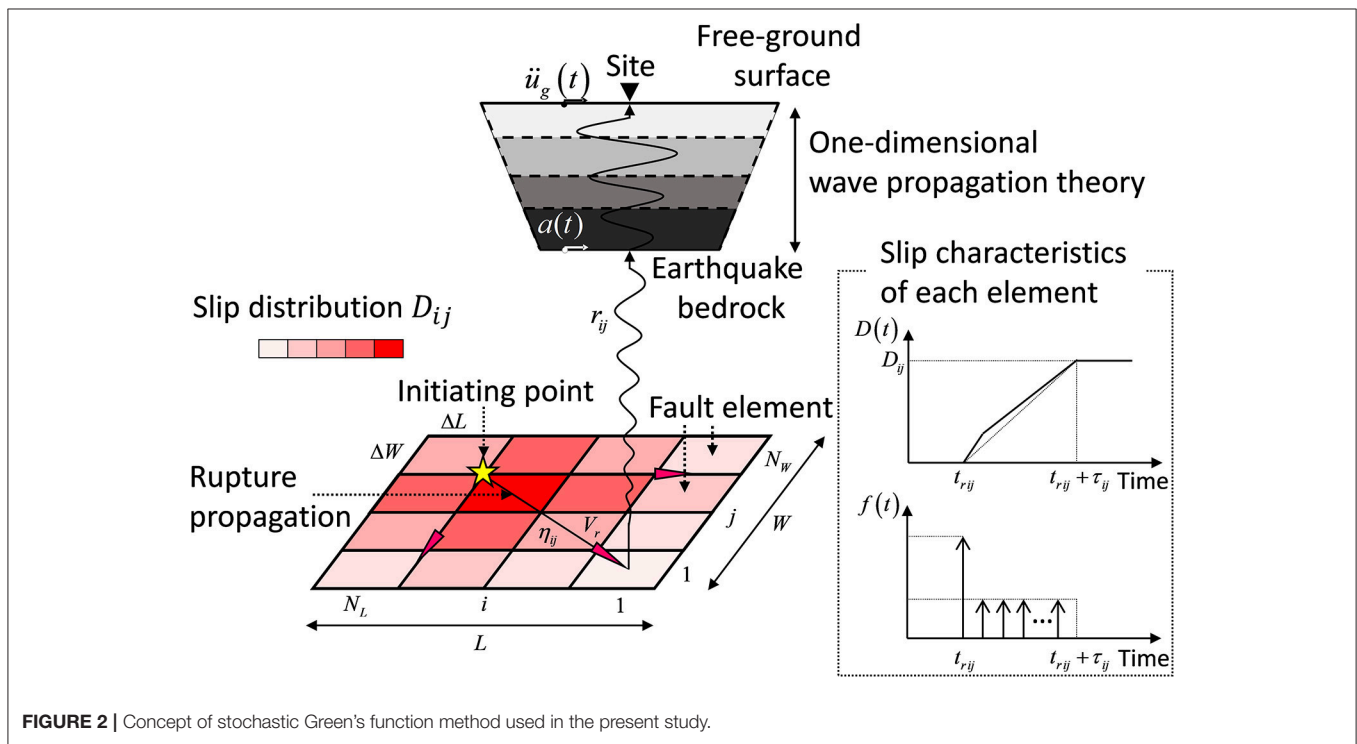 Free-ground
surface
Site
ü_g(t)
One-dimensional
wave propagation theory
a(t)
Earthquake
bedrock
r_ij
Slip distribution D_ij
Initiating point
Fault element
ΔL
ΔW
N_W
Rupture
propagation
j
W
V_r
η_ij
1
N_L
i
1
L
Slip characteristics
of each element
D(t)
D_ij
t_rij
t_rij + τ_ij
Time
f(t)
...
t_rij
t_rij + τ_ij
Time
FIGURE 2 | Concept of stochastic Green's function method used in the present study.